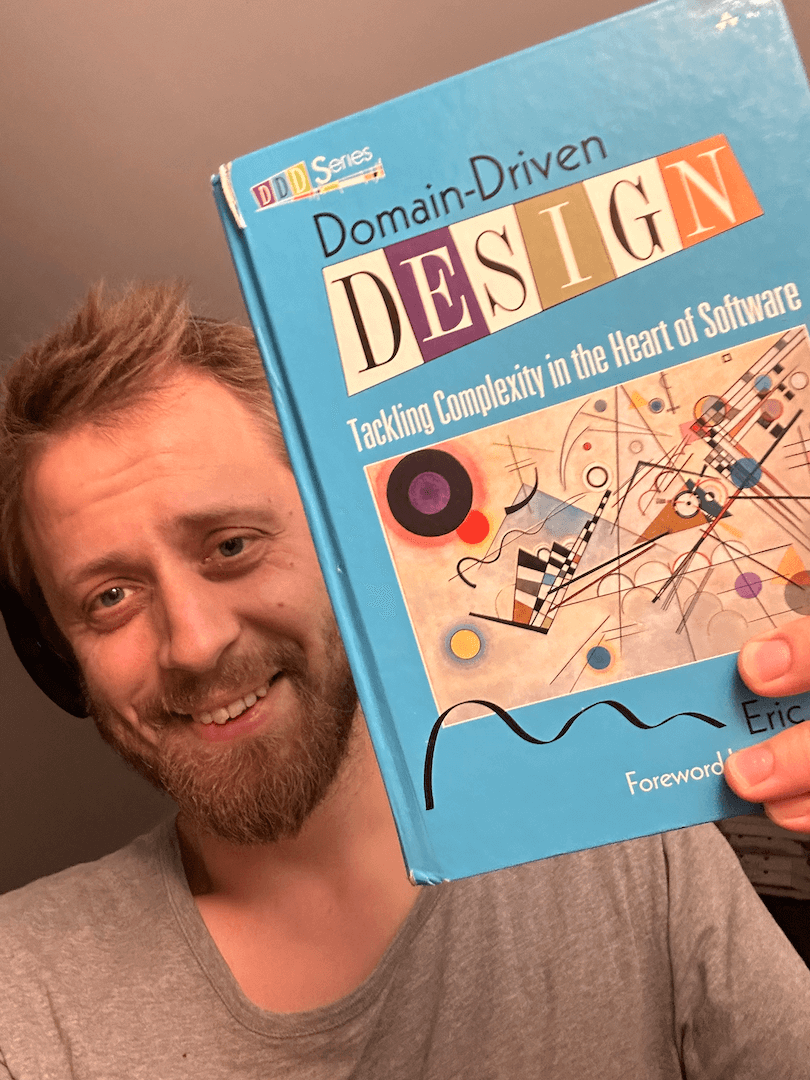 DDD Series
Domain-Driven
DESIGN
Tackling Complexity in the Heart of Software
Eric
Foreword